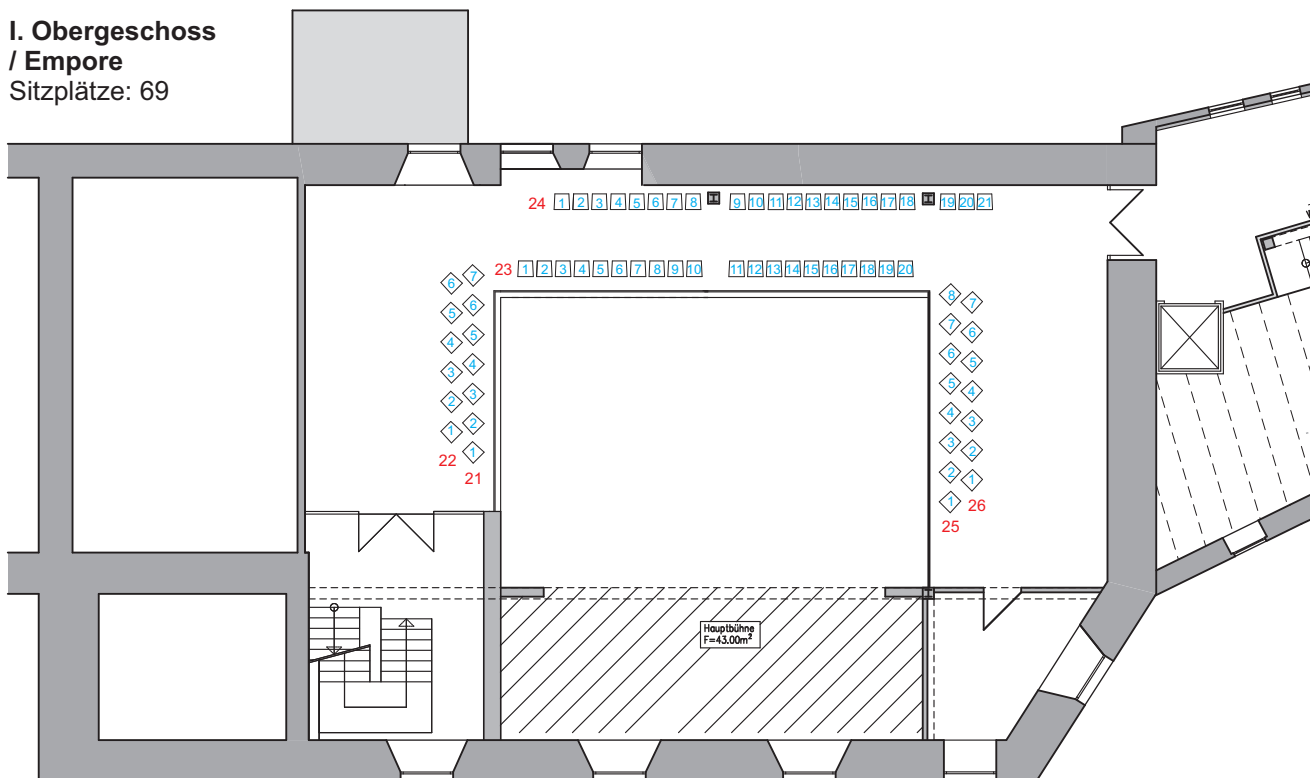 I. Obergeschoss
/ Empore
Sitzplätze: 69
24 1 2 3 4 5 6 7 8 9 10 11 12 13 14 15 16 17 18 19 20 21
23 1 2 3 4 5 6 7 8 9 10 11 12 13 14 15 16 17 18 19 20
6 7
5 6
4 5
3 4
2 3
1 2
22 1
21
8 7
7 6
6 5
5 4
4 3
3 2
2 1
1 26
25
Hauptbühne
F=43.00m²